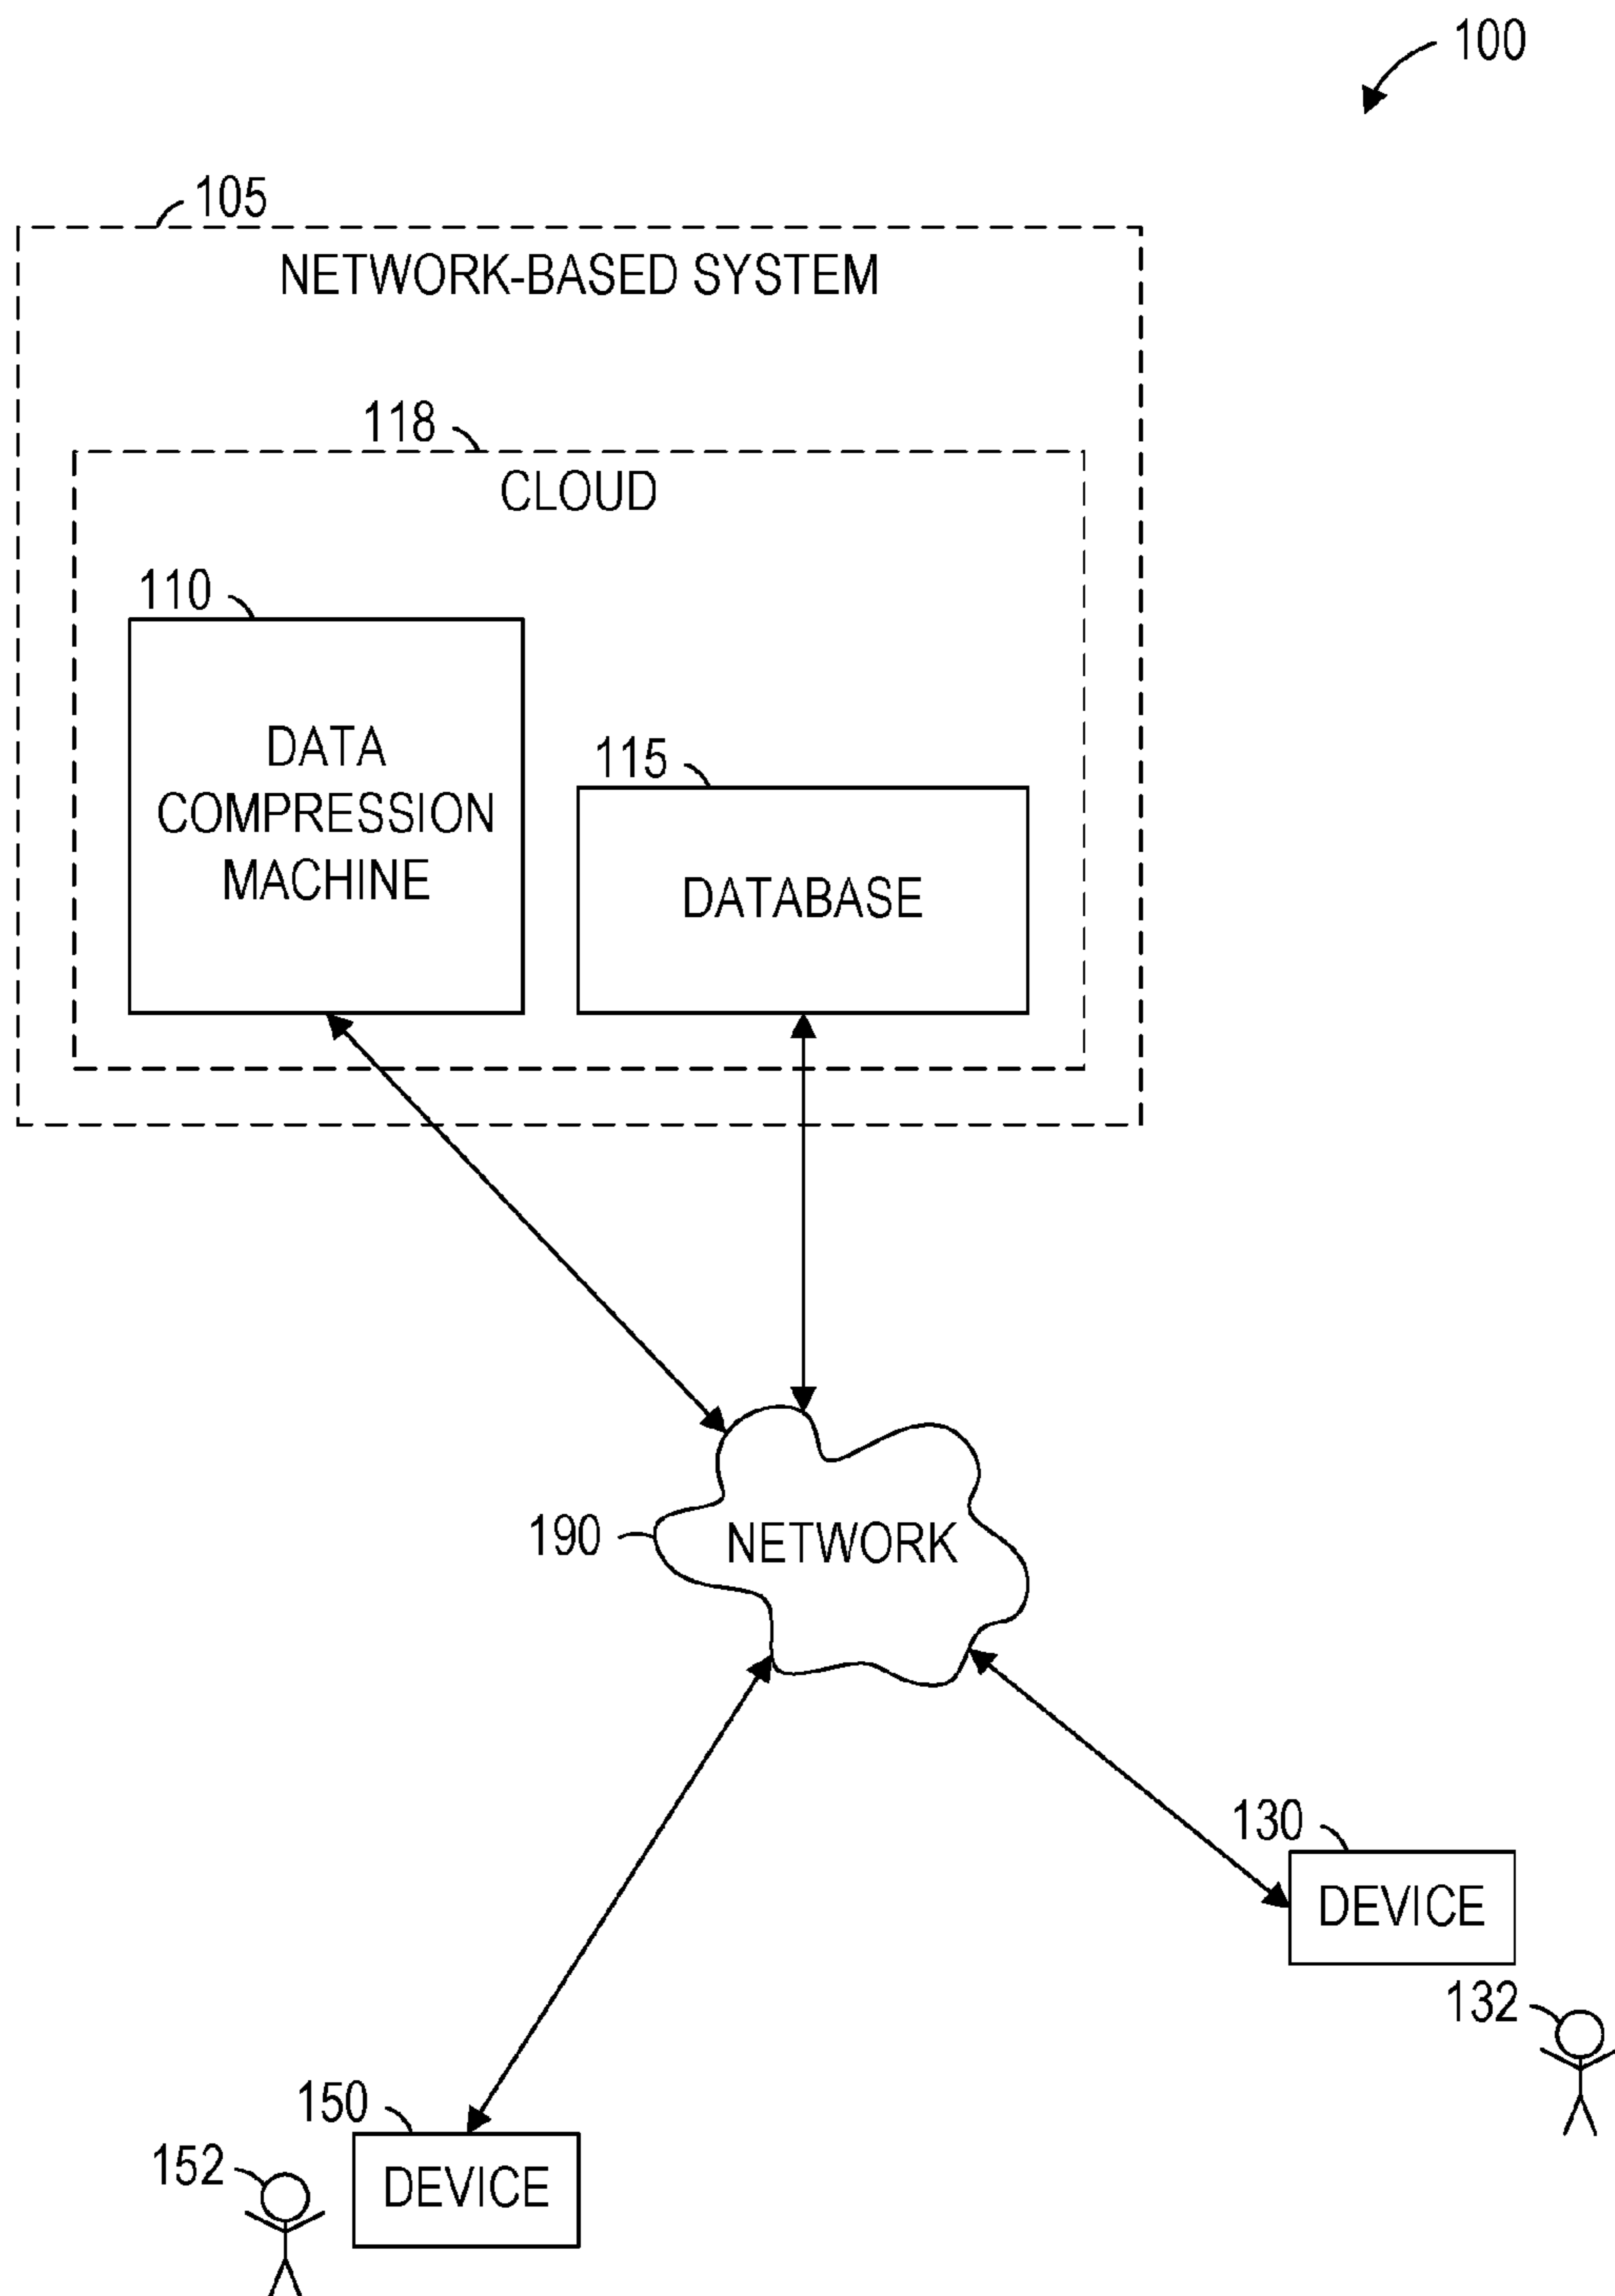 100
105
NETWORK-BASED SYSTEM
118
CLOUD
110
DATA
COMPRESSION
MACHINE
115
DATABASE
190
NETWORK
130
DEVICE
132
150
DEVICE
152